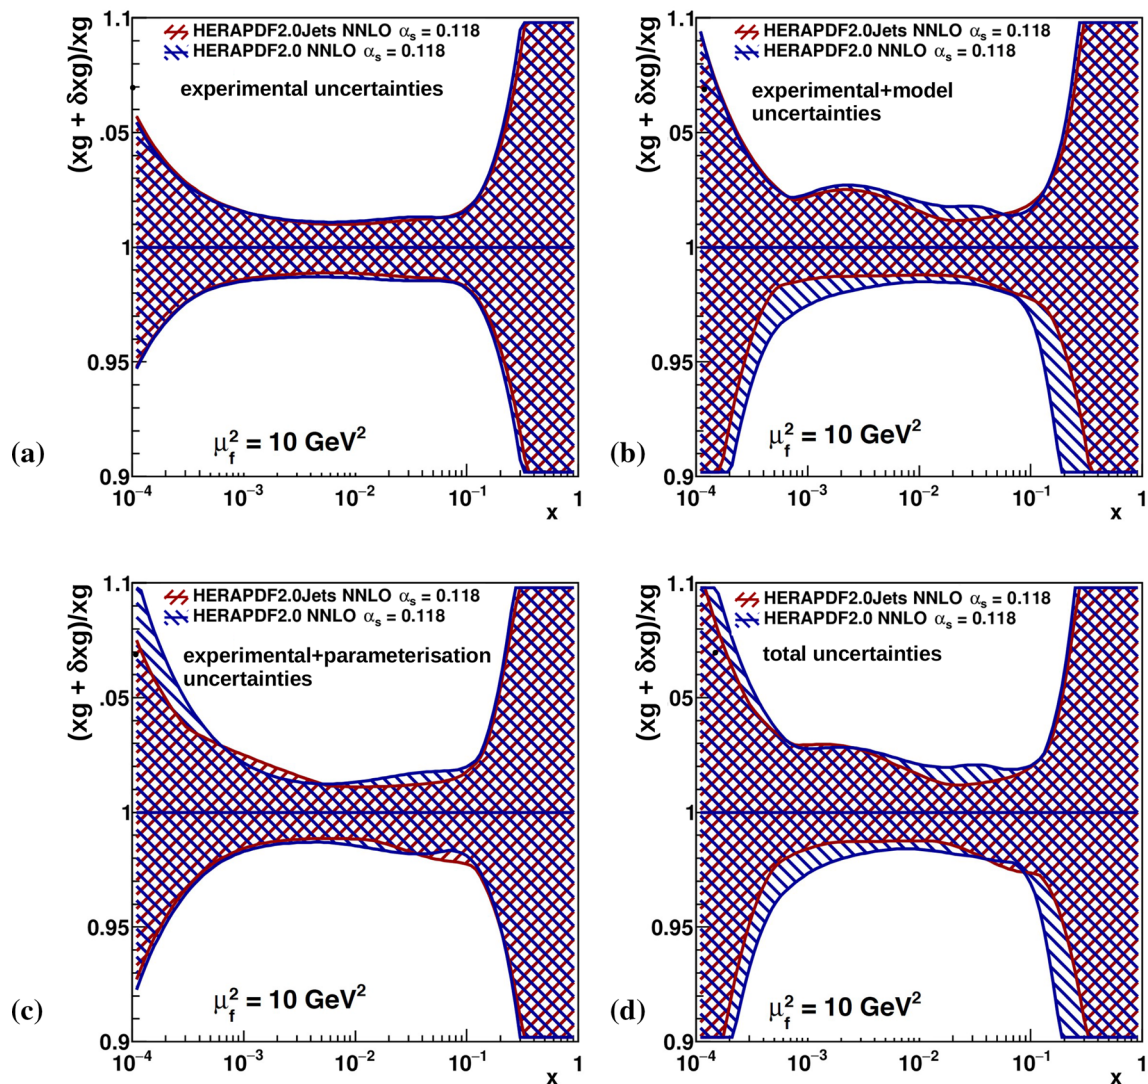 (xg + δxg)/xg
1.1
.05
1
0.95
0.9
HERAPDF2.0Jets NNLO αs = 0.118
HERAPDF2.0 NNLO αs = 0.118
experimental uncertainties
μf² = 10 GeV²
(a)
10⁻⁴ 10⁻³ 10⁻² 10⁻¹ 1
x
(xg + δxg)/xg
1.1
.05
1
0.95
0.9
HERAPDF2.0Jets NNLO αs = 0.118
HERAPDF2.0 NNLO αs = 0.118
experimental+model
uncertainties
μf² = 10 GeV²
(b)
10⁻⁴ 10⁻³ 10⁻² 10⁻¹ 1
x
(xg + δxg)/xg
1.1
.05
1
0.95
0.9
HERAPDF2.0Jets NNLO αs = 0.118
HERAPDF2.0 NNLO αs = 0.118
experimental+parameterisation
uncertainties
μf² = 10 GeV²
(c)
10⁻⁴ 10⁻³ 10⁻² 10⁻¹ 1
x
(xg + δxg)/xg
1.1
.05
1
0.95
0.9
HERAPDF2.0Jets NNLO αs = 0.118
HERAPDF2.0 NNLO αs = 0.118
total uncertainties
μf² = 10 GeV²
(d)
10⁻⁴ 10⁻³ 10⁻² 10⁻¹ 1
x